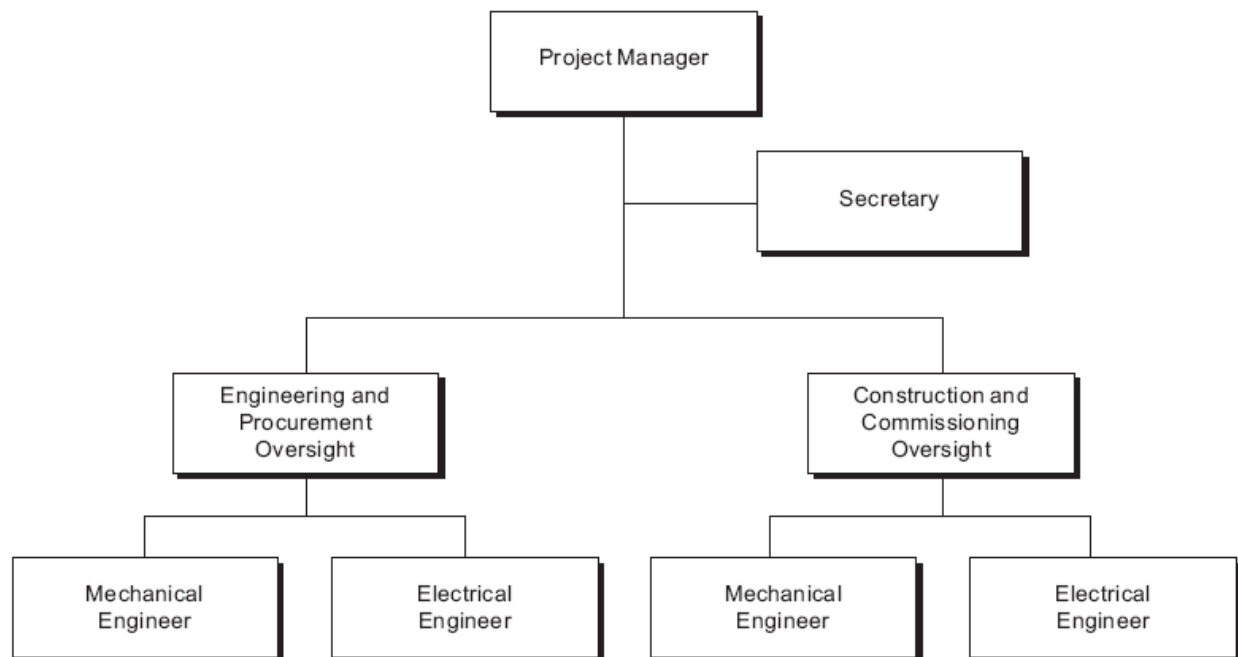 Project Manager
Secretary
Engineering and
Procurement
Oversight
Construction and
Commissioning
Oversight
Mechanical
Engineer
Electrical
Engineer
Mechanical
Engineer
Electrical
Engineer